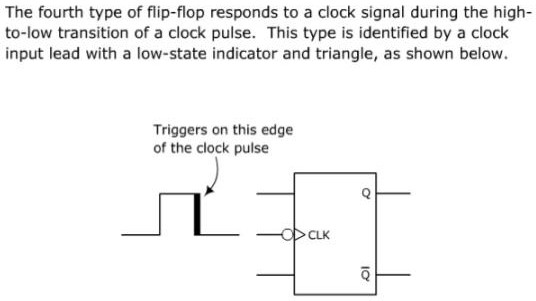 The fourth type of flip-flop responds to a clock signal during the high-
to-low transition of a clock pulse.  This type is identified by a clock
input lead with a low-state indicator and triangle, as shown below.
Triggers on this edge
of the clock pulse
Q
CLK
Q̅